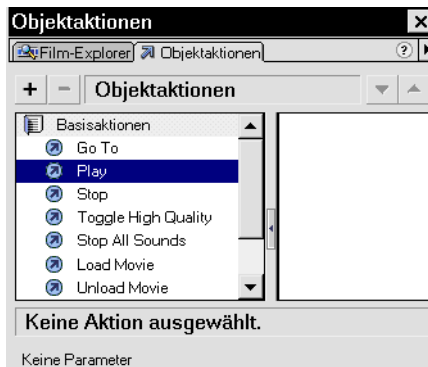 Objektaktionen
Film-Explorer Objektaktionen ?
+ - Objektaktionen
Basisaktionen
Go To
Play
Stop
Toggle High Quality
Stop All Sounds
Load Movie
Unload Movie
Keine Aktion ausgewählt.
Keine Parameter